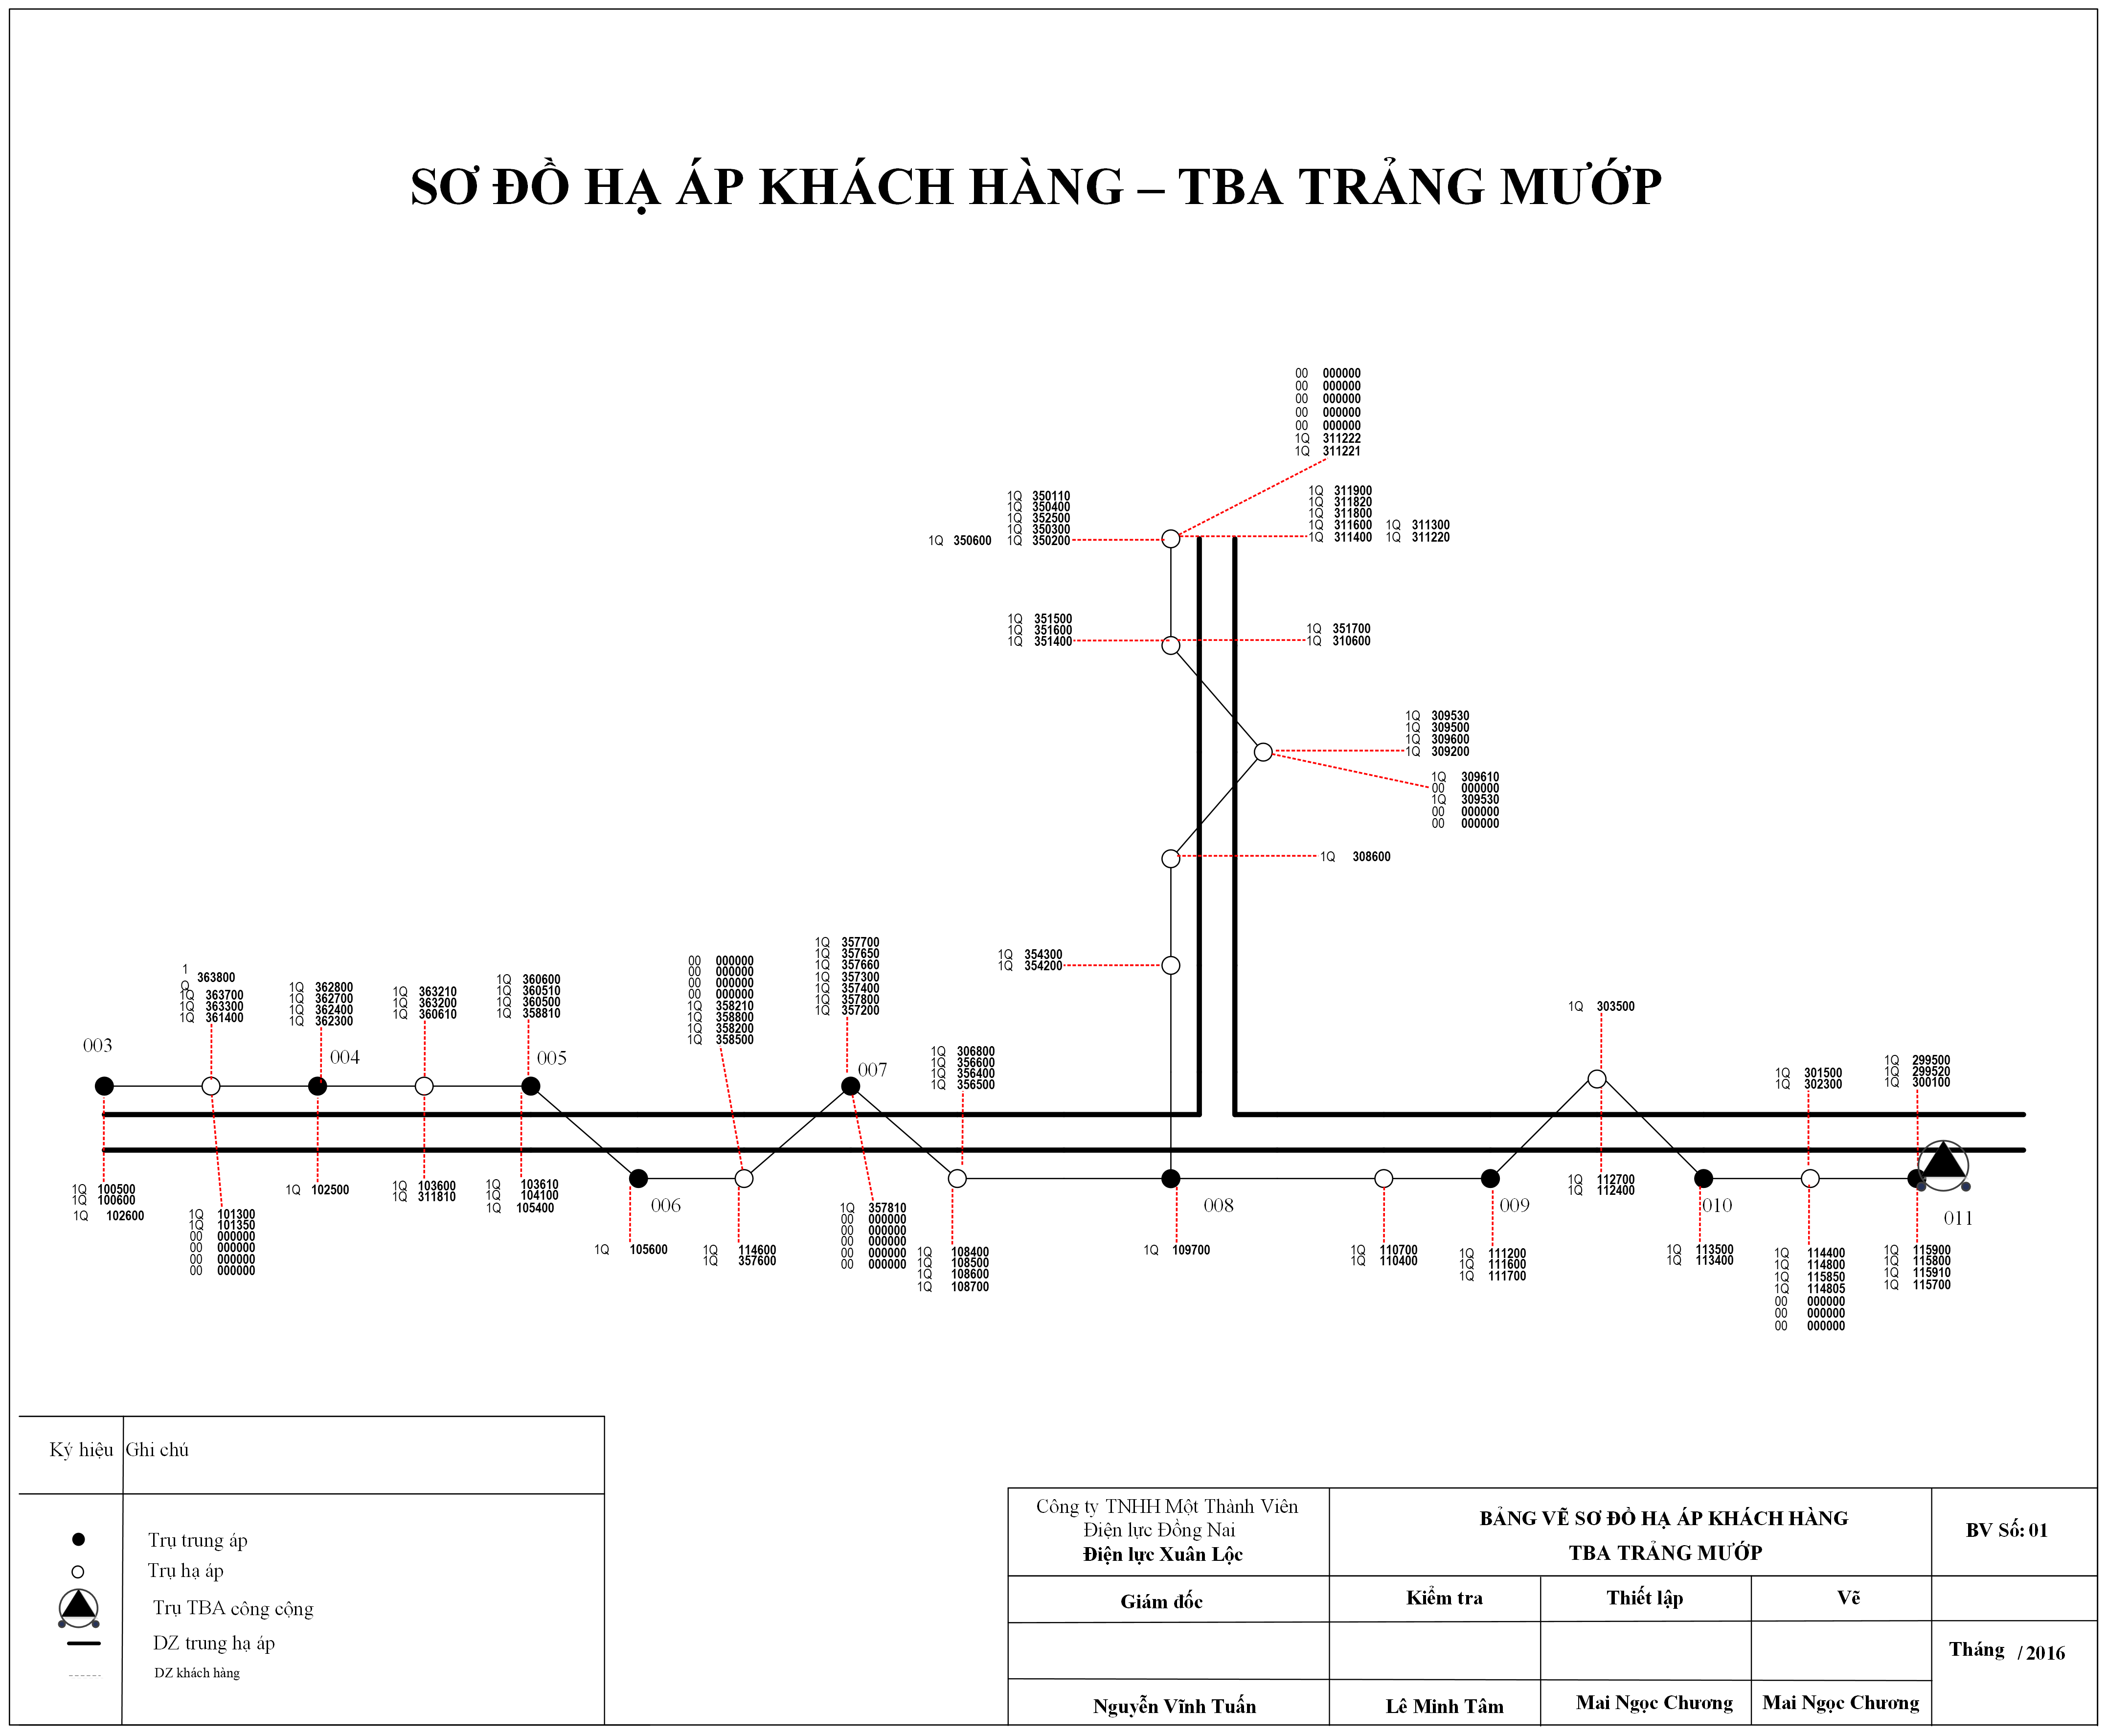 SƠ ĐỒ HẠ ÁP KHÁCH HÀNG – TBA TRẢNG MƯỚP
00 000000
00 000000
00 000000
00 000000
00 000000
1Q 311222
1Q 311221
1Q 350110
1Q 350400
1Q 352500
1Q 350300
1Q 350600 1Q 350200
1Q 311900
1Q 311820
1Q 311800
1Q 311600 1Q 311300
1Q 311400 1Q 311220
1Q 351500
1Q 351600
1Q 351400
1Q 351700
1Q 310600
1Q 309530
1Q 309500
1Q 309600
1Q 309200
1Q 309610
00 000000
1Q 309530
00 000000
00 000000
1Q 308600
1Q 354300
1Q 354200
003
1
Q 363800
1Q 363700
1Q 363300
1Q 361400
1Q 362800
1Q 362700
1Q 362400
1Q 362300
004
1Q 363210
1Q 363200
1Q 360610
1Q 360600
1Q 360510
1Q 360500
1Q 358810
005
00 000000
00 000000
00 000000
00 000000
1Q 358210
1Q 358800
1Q 358200
1Q 358500
1Q 357700
1Q 357650
1Q 357660
1Q 357300
1Q 357400
1Q 357800
1Q 357200
007
1Q 306800
1Q 356600
1Q 356400
1Q 356500
1Q 303500
1Q 301500
1Q 302300
1Q 299500
1Q 299520
1Q 300100
1Q 100500
1Q 100600
1Q 102600
1Q 101300
1Q 101350
00 000000
00 000000
00 000000
00 000000
1Q 102500
1Q 103600
1Q 311810
1Q 103610
1Q 104100
1Q 105400
006
1Q 105600
1Q 114600
1Q 357600
1Q 357810
00 000000
00 000000
00 000000
00 000000
00 000000
1Q 108400
1Q 108500
1Q 108600
1Q 108700
008
1Q 109700
1Q 110700
1Q 110400
009
1Q 111200
1Q 111600
1Q 111700
1Q 112700
1Q 112400
010
1Q 113500
1Q 113400
1Q 114400
1Q 114800
1Q 115850
1Q 114805
00 000000
00 000000
00 000000
011
1Q 115900
1Q 115800
1Q 115910
1Q 115700
Ký hiệu Ghi chú
Trụ trung áp
Trụ hạ áp
Trụ TBA công cộng
DZ trung hạ áp
DZ khách hàng
Công ty TNHH Một Thành Viên
Điện lực Đồng Nai
Điện lực Xuân Lộc
BẢNG VẼ SƠ ĐỒ HẠ ÁP KHÁCH HÀNG
TBA TRẢNG MƯỚP
BV Số: 01
Giám đốc Kiểm tra Thiết lập Vẽ
Tháng / 2016
Nguyễn Vĩnh Tuấn Lê Minh Tâm Mai Ngọc Chương Mai Ngọc Chương